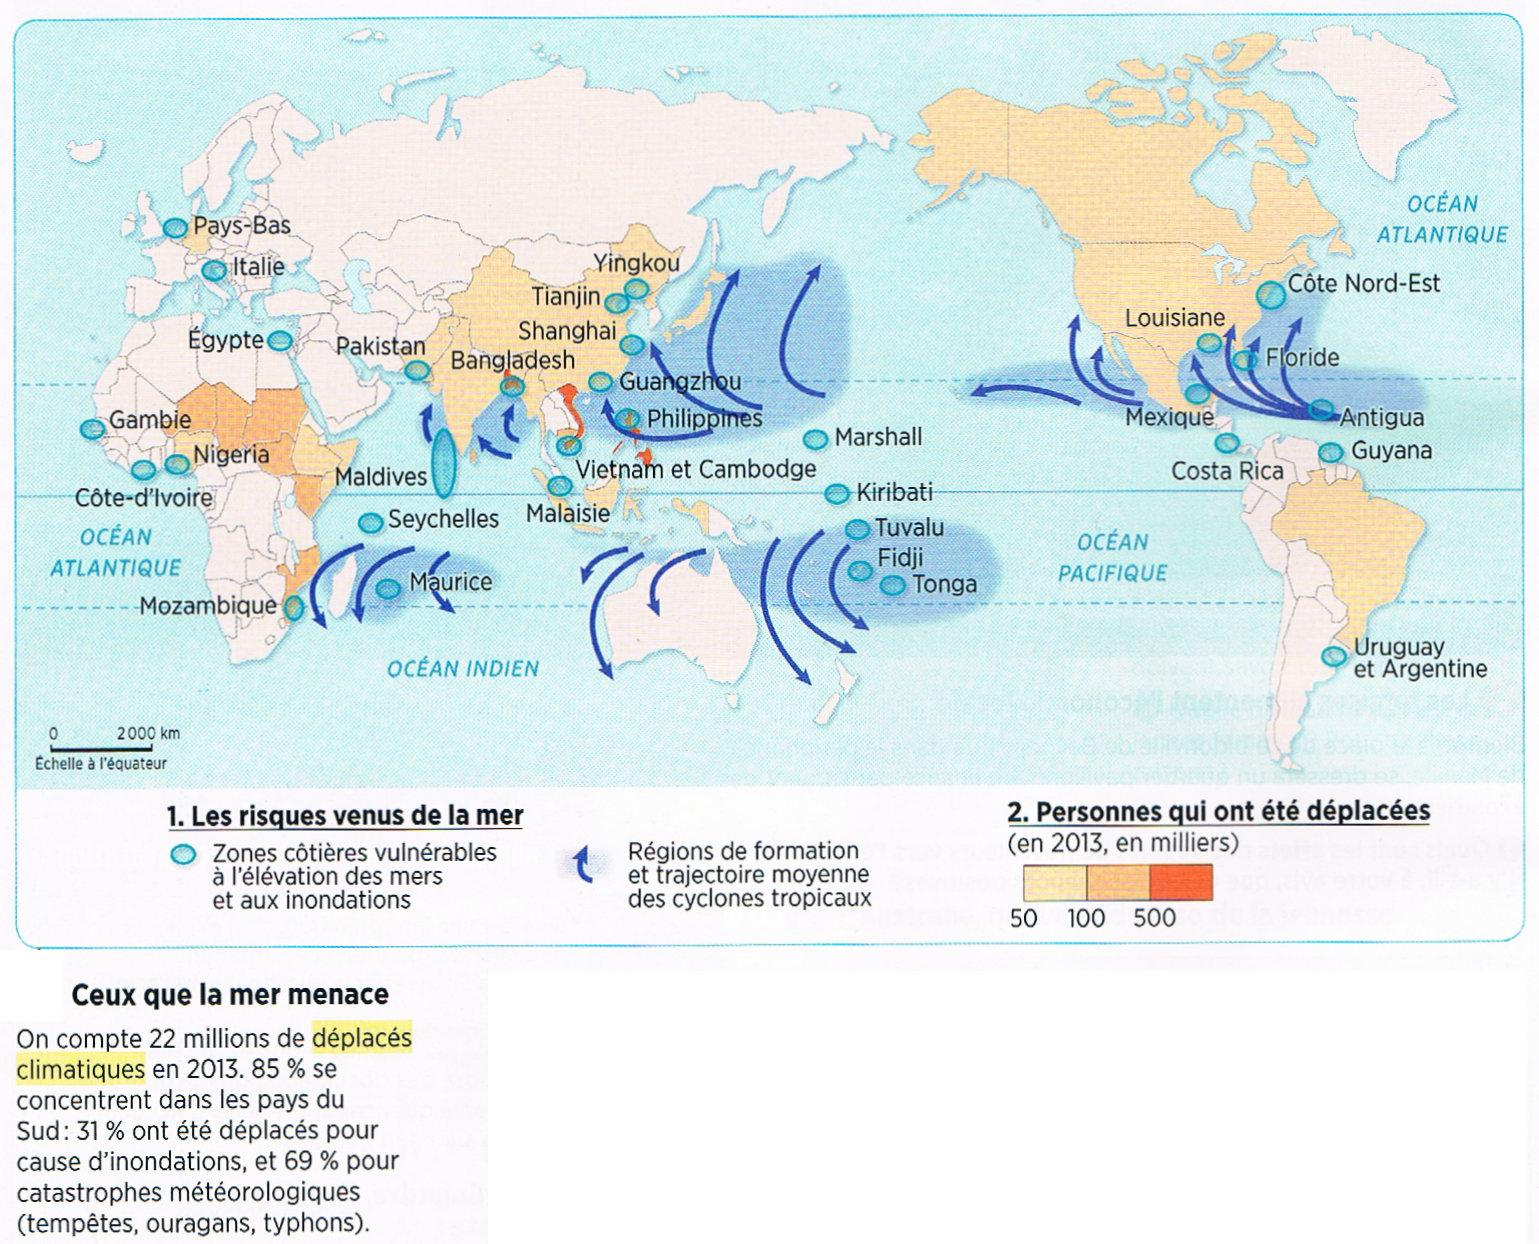 OCÉAN
ATLANTIQUE
Pays-Bas
Italie
Yingkou
Tianjin
Côte Nord-Est
Shanghai
Louisiane
Égypte
Pakistan
Bangladesh
Floride
Guangzhou
Gambie
Philippines
Mexique
Antigua
Marshall
Nigeria
Maldives
Vietnam et Cambodge
Costa Rica
Guyana
Côte-d'Ivoire
Kiribati
Seychelles
Malaisie
Tuvalu
OCÉAN
ATLANTIQUE
OCÉAN
PACIFIQUE
Fidji
Maurice
Tonga
Mozambique
OCÉAN INDIEN
Uruguay
et Argentine
0 2 000 km
Échelle à l'équateur
1. Les risques venus de la mer
Zones côtières vulnérables
à l'élévation des mers
et aux inondations
Régions de formation
et trajectoire moyenne
des cyclones tropicaux
2. Personnes qui ont été déplacées
(en 2013, en milliers)
50 100 500
Ceux que la mer menace
On compte 22 millions de déplacés
climatiques en 2013. 85 % se
concentrent dans les pays du
Sud : 31 % ont été déplacés pour
cause d'inondations, et 69 % pour
catastrophes météorologiques
(tempêtes, ouragans, typhons).